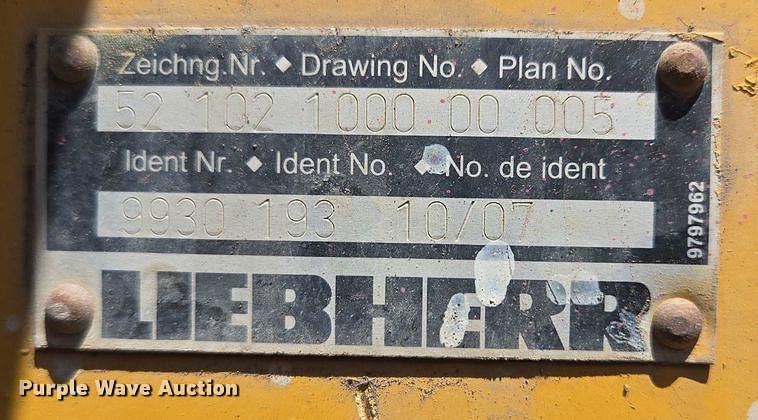 Zeichng.Nr. ◆ Drawing No. ◆ Plan No.
52 102 1000 00 005
Ident Nr. ◆ Ident No. ◆ No. de ident
9930 193 10/07
9797962
LIEBHERR
Purple Wave Auction